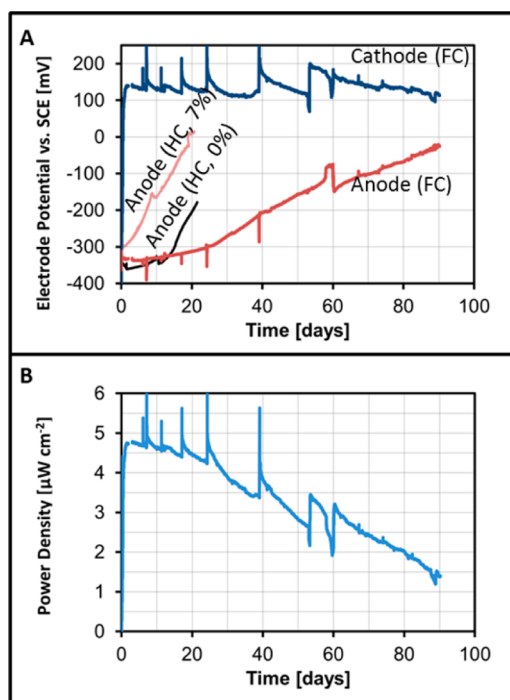 A
Electrode Potential vs. SCE [mV]
200
100
0
-100
-200
-300
-400
Cathode (FC)
Anode (HC, 7%)
Anode (HC, 0%)
Anode (FC)
0 20 40 60 80 100
Time [days]
B
Power Density [µW cm⁻²]
6
5
4
3
2
1
0
0 20 40 60 80 100
Time [days]